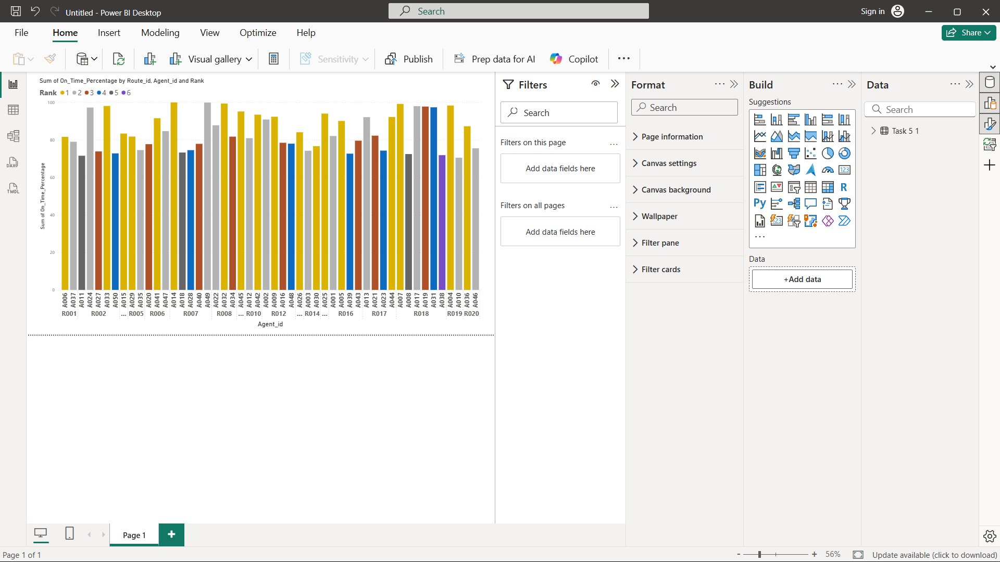 Untitled - Power BI Desktop
Search
Sign in
File
Home
Insert
Modeling
View
Optimize
Help
Share
Visual gallery
Sensitivity
Publish
Prep data for AI
Copilot
DAX
TMDL
Sum of On_Time_Percentage by Route_id, Agent_id and Rank
Rank 1 2 3 4 5 6
Sum of On_Time_Percentage
100
80
60
40
20
0
A006 A037 A011 A024 A027 A033 A050 A015 A029 A035 A020 A041 A047 A014 A018 A028 A040 A049 A022 A032 A034 A045 A012 A042 A002 A009 A016 A048 A026 A003 A030 A025 A001 A005 A039 A043 A013 A021 A023 A044 A007 A008 A017 A019 A031 A038 A004 A010 A036 A046
R001 R002 ... R005 R006 R007 R008 ... R010 R012 ... R014 ... R016 R017 R018 R019 R020
Agent_id
Filters
Search
Filters on this page
...
Add data fields here
Filters on all pages
...
Add data fields here
Format
...
Search
Page information
Canvas settings
Canvas background
Wallpaper
Filter pane
Filter cards
Build
...
Suggestions
123
R
Py
123
...
Data
+Add data
Data
...
Search
Task 5 1
Page 1
Page 1 of 1
- + 56%
Update available (click to download)